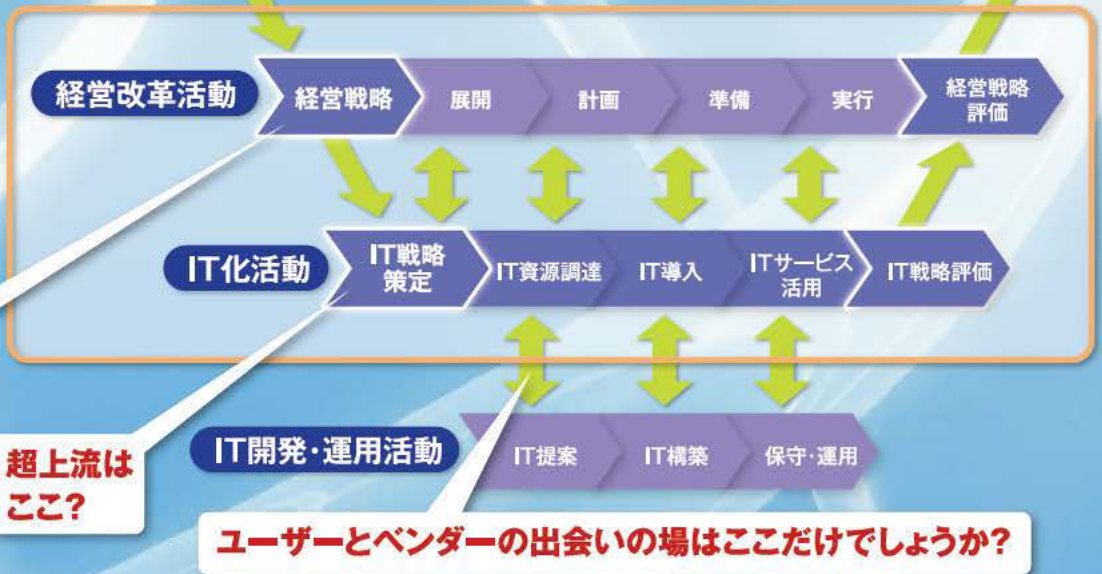 経営改革活動
経営戦略
展開
計画
準備
実行
経営戦略
評価
IT化活動
IT戦略
策定
IT資源調達
IT導入
ITサービス
活用
IT戦略評価
IT開発・運用活動
IT提案
IT構築
保守・運用
超上流は
ここ?
ユーザーとベンダーの出会いの場はここだけでしょうか?